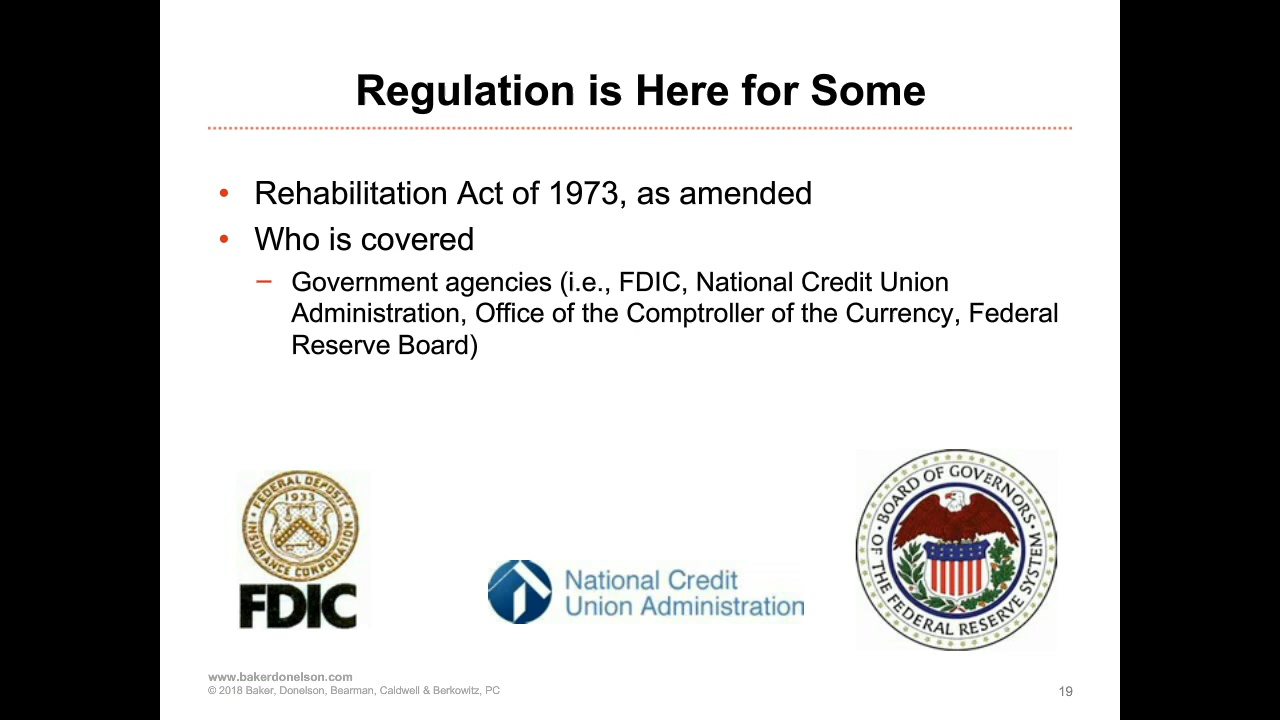 Regulation is Here for Some
• Rehabilitation Act of 1973, as amended
• Who is covered
– Government agencies (i.e., FDIC, National Credit Union
Administration, Office of the Comptroller of the Currency, Federal
Reserve Board)
FEDERAL DEPOSIT
INSURANCE CORPORATION
1933
FDIC
National Credit
Union Administration
BOARD OF GOVERNORS
OF THE FEDERAL RESERVE SYSTEM
www.bakerdonelson.com
© 2018 Baker, Donelson, Bearman, Caldwell & Berkowitz, PC
19